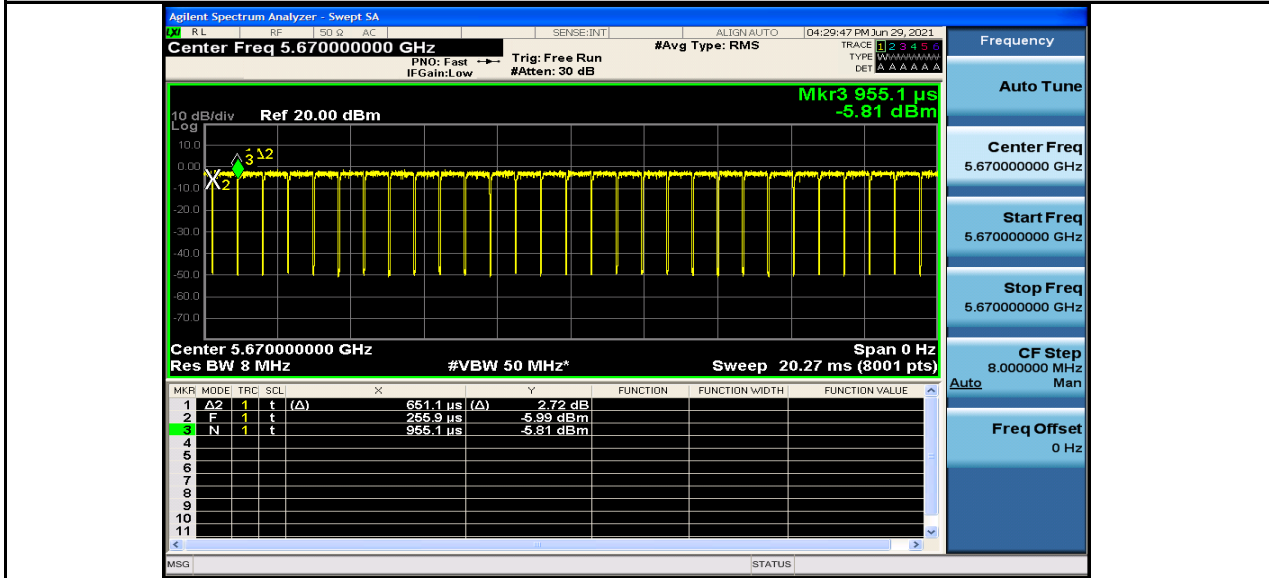 Agilent Spectrum Analyzer - Swept SA
LXI RL RF 50 Ω AC SENSE:INT ALIGN AUTO 04:29:47 PM Jun 29, 2021
Center Freq 5.670000000 GHz
#Avg Type: RMS
TRACE 1 2 3 4 5 6
PNO: Fast Trig: Free Run
TYPE WWWWWW
IFGain:Low #Atten: 30 dB
DET A A A A A A
Mkr3 955.1 µs
-5.81 dBm
10 dB/div Ref 20.00 dBm
Log
10.0
3 Δ2
0.00
2
-10.0
-20.0
-30.0
-40.0
-50.0
-60.0
-70.0
Center 5.670000000 GHz Span 0 Hz
Res BW 8 MHz #VBW 50 MHz* Sweep 20.27 ms (8001 pts)
MKR MODE TRC SCL X Y FUNCTION FUNCTION WIDTH FUNCTION VALUE
1 Δ2 1 t (Δ) 651.1 µs (Δ) 2.72 dB
2 F 1 t 255.9 µs -5.99 dBm
3 N 1 t 955.1 µs -5.81 dBm
4
5
6
7
8
9
10
11
MSG STATUS
Frequency
Auto Tune
Center Freq
5.670000000 GHz
Start Freq
5.670000000 GHz
Stop Freq
5.670000000 GHz
CF Step
8.000000 MHz
Auto Man
Freq Offset
0 Hz